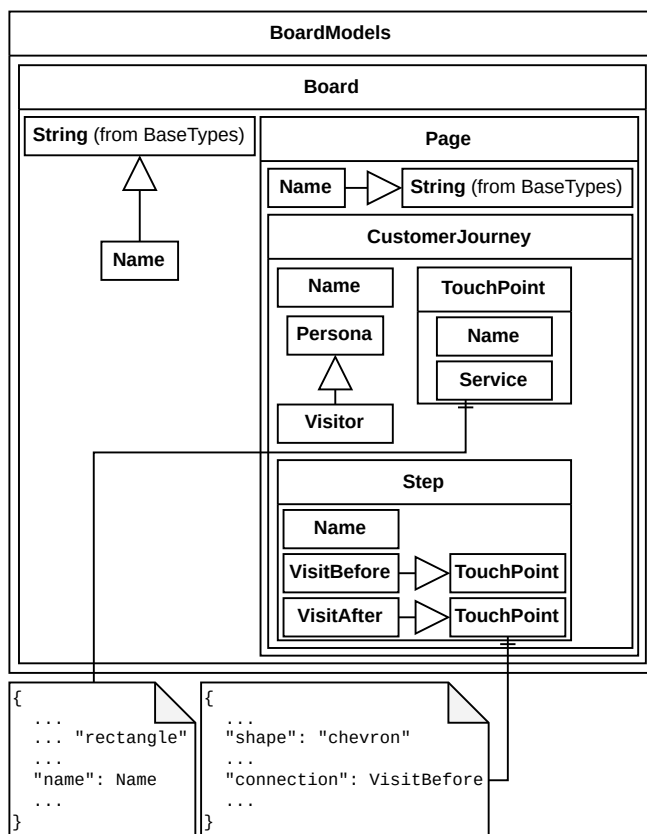 BoardModels
Board
String (from BaseTypes)
Name
Page
Name
String (from BaseTypes)
CustomerJourney
Name
Persona
Visitor
TouchPoint
Name
Service
Step
Name
VisitBefore
TouchPoint
VisitAfter
TouchPoint
{
...
... "rectangle"
...
"name": Name
...
}
{
...
"shape": "chevron"
...
"connection": VisitBefore
...
}